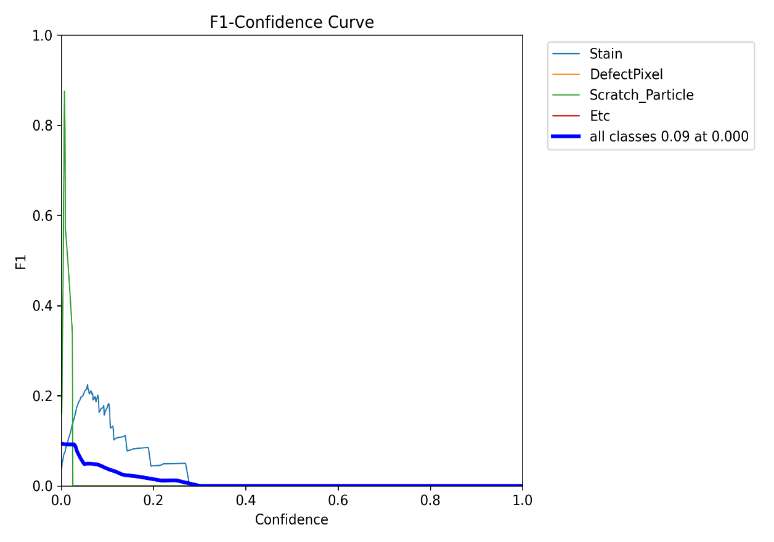 F1-Confidence Curve
1.0
0.8
0.6
0.4
0.2
0.0
F1
0.0 0.2 0.4 0.6 0.8 1.0
Confidence
Stain
DefectPixel
Scratch_Particle
Etc
all classes 0.09 at 0.000